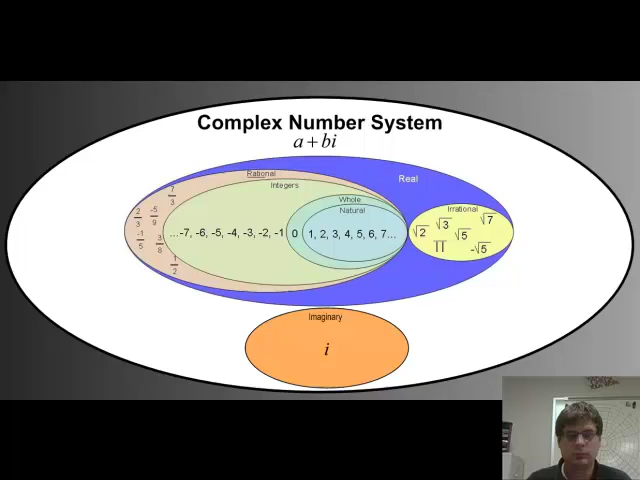 Complex Number System
a + bi
Real
Rational
Integers
Whole
Natural
Irrational
7/3
2/3
-5/9
-1/5
3/8
1/2
...-7, -6, -5, -4, -3, -2, -1
0
1, 2, 3, 4, 5, 6, 7...
√2
√3
√7
∏
√5
-√5
Imaginary
i